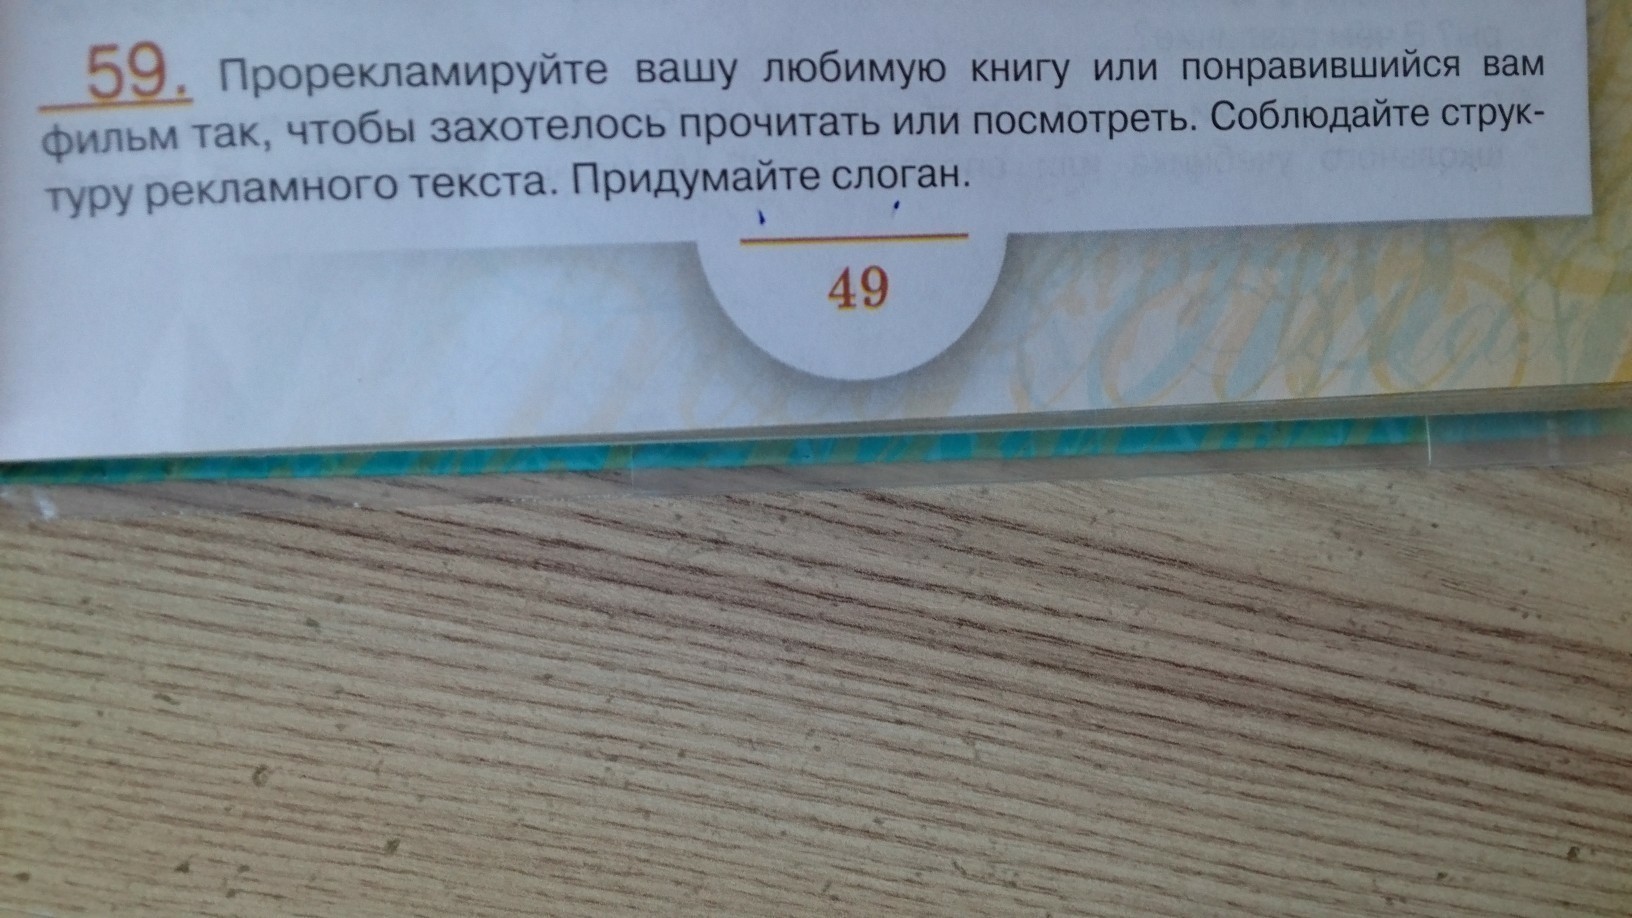 59. Прорекламируйте вашу любимую книгу или понравившийся вам
фильм так, чтобы захотелось прочитать или посмотреть. Соблюдайте струк-
туру рекламного текста. Придумайте слоган.
49